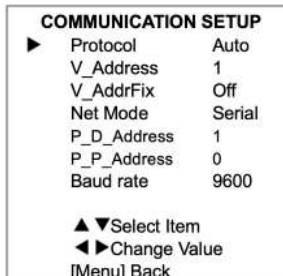 COMMUNICATION SETUP
▶ Protocol Auto
V_Address 1
V_AddrFix Off
Net Mode Serial
P_D_Address 1
P_P_Address 0
Baud rate 9600
▲ ▼Select Item
◀ ▶Change Value
[Menu] Back